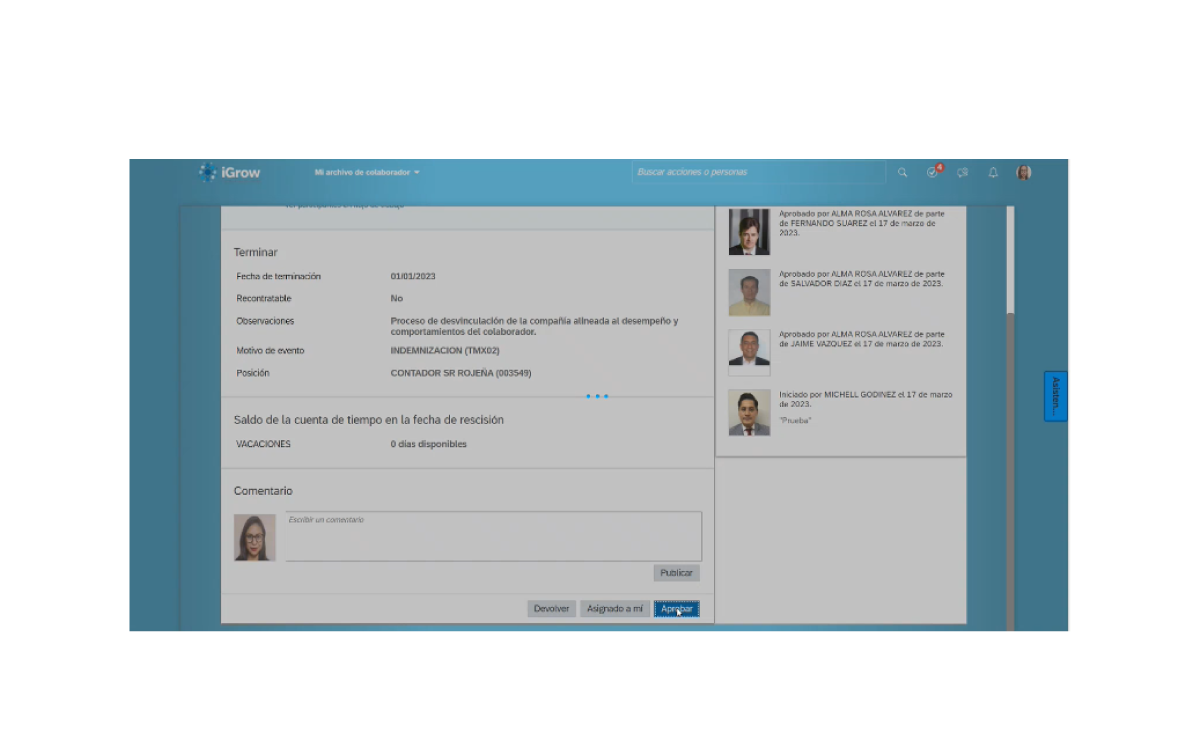 iGrow
Mi archivo de colaborador
Buscar acciones o personas
4
Terminar
Fecha de terminación 01/01/2023
Recontratable No
Observaciones Proceso de desvinculación de la compañía alineada al desempeño y
comportamientos del colaborador.
Motivo de evento INDEMNIZACION (TMX02)
Posición CONTADOR SR ROJEÑA (003549)
Saldo de la cuenta de tiempo en la fecha de rescisión
VACACIONES 0 días disponibles
Comentario
Escribir un comentario
Publicar
Devolver
Asignado a mí
Aprobar
Aprobado por ALMA ROSA ALVAREZ de parte
de FERNANDO SUAREZ el 17 de marzo de
2023.
Aprobado por ALMA ROSA ALVAREZ de parte
de SALVADOR DIAZ el 17 de marzo de 2023.
Aprobado por ALMA ROSA ALVAREZ de parte
de JAIME VAZQUEZ el 17 de marzo de 2023.
Iniciado por MICHELL GODINEZ el 17 de marzo
de 2023.
"Prueba"
Asisten...